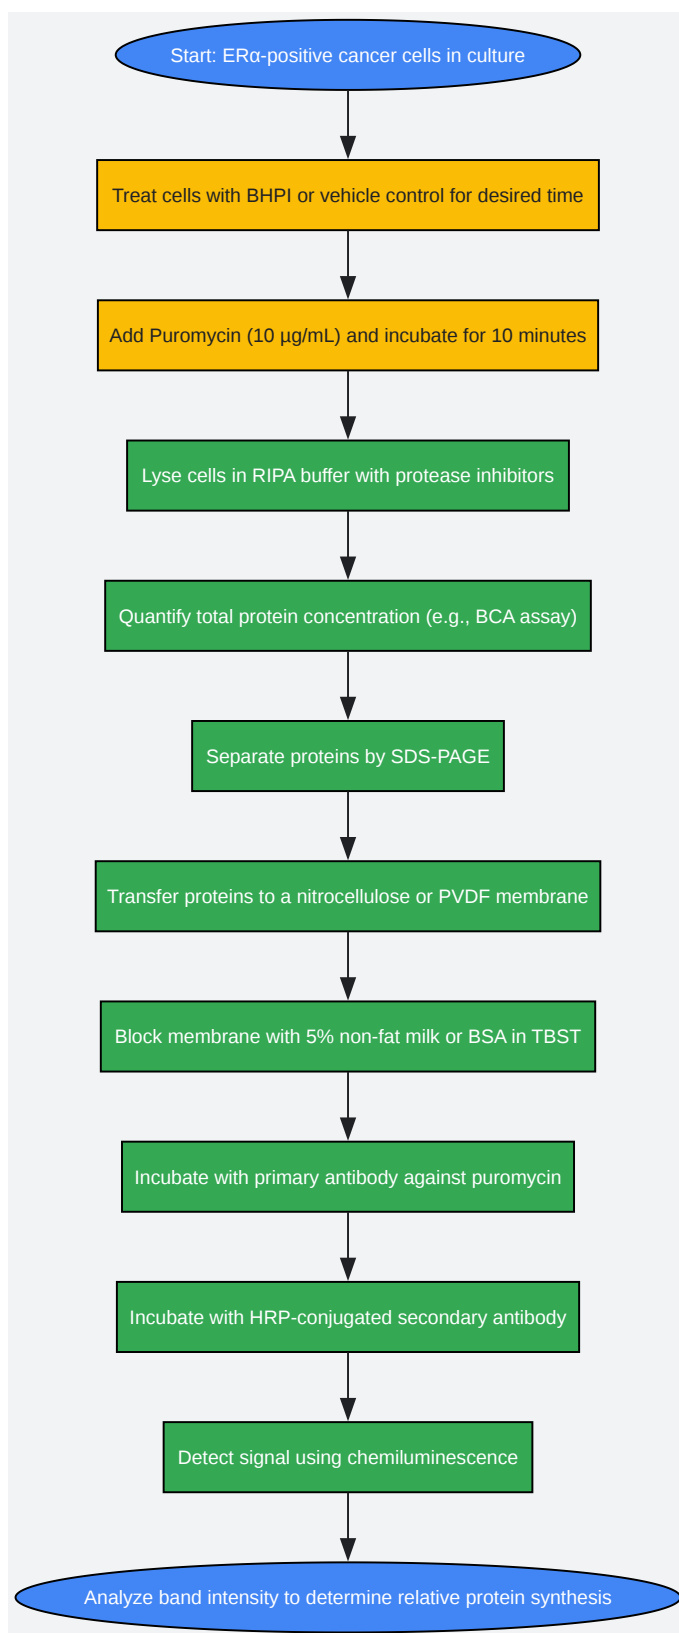 Start: ERα-positive cancer cells in culture
Treat cells with BHPI or vehicle control for desired time
Add Puromycin (10 µg/mL) and incubate for 10 minutes
Lyse cells in RIPA buffer with protease inhibitors
Quantify total protein concentration (e.g., BCA assay)
Separate proteins by SDS-PAGE
Transfer proteins to a nitrocellulose or PVDF membrane
Block membrane with 5% non-fat milk or BSA in TBST
Incubate with primary antibody against puromycin
Incubate with HRP-conjugated secondary antibody
Detect signal using chemiluminescence
Analyze band intensity to determine relative protein synthesis